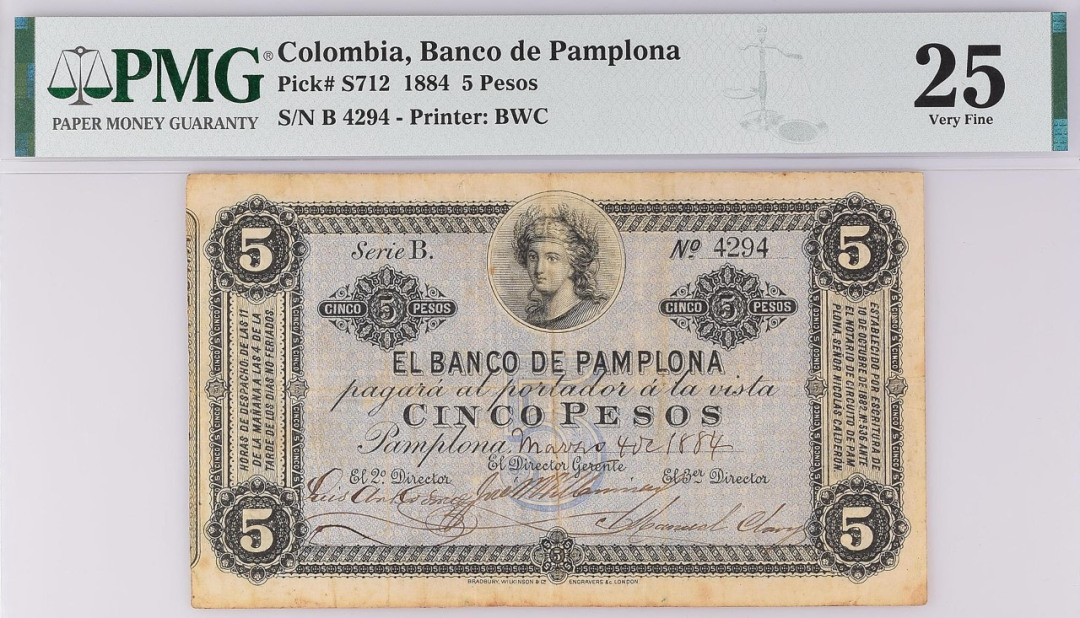 PMG®
PAPER MONEY GUARANTY
Colombia, Banco de Pamplona
Pick# S712 1884 5 Pesos
S/N B 4294 - Printer: BWC
25
Very Fine
5
5
Serie B.
Nº 4294
CINCO 5 PESOS
CINCO 5 PESOS
EL BANCO DE PAMPLONA
pagará al portador á la vista
CINCO PESOS
Pamplona, Marzo 4 de 1884
El Director Gerente
El 2º Director
El 3er Director
HORAS DE DESPACHO: DE LAS 11
DE LA MAÑANA A LAS 4 DE LA
TARDE DE LOS DIAS NO FERIADOS.
ESTABLECIDO POR ESCRITURA DE
10 DE OCTUBRE DE 1882, Nº 536 ANTE
EL NOTARIO DE CIRCUITO DE PAM
PLONA, SEÑOR NICOLAS CALDERON.
5
5
BRADBURY, WILKINSON & Cº ENGRAVERS &c. LONDON